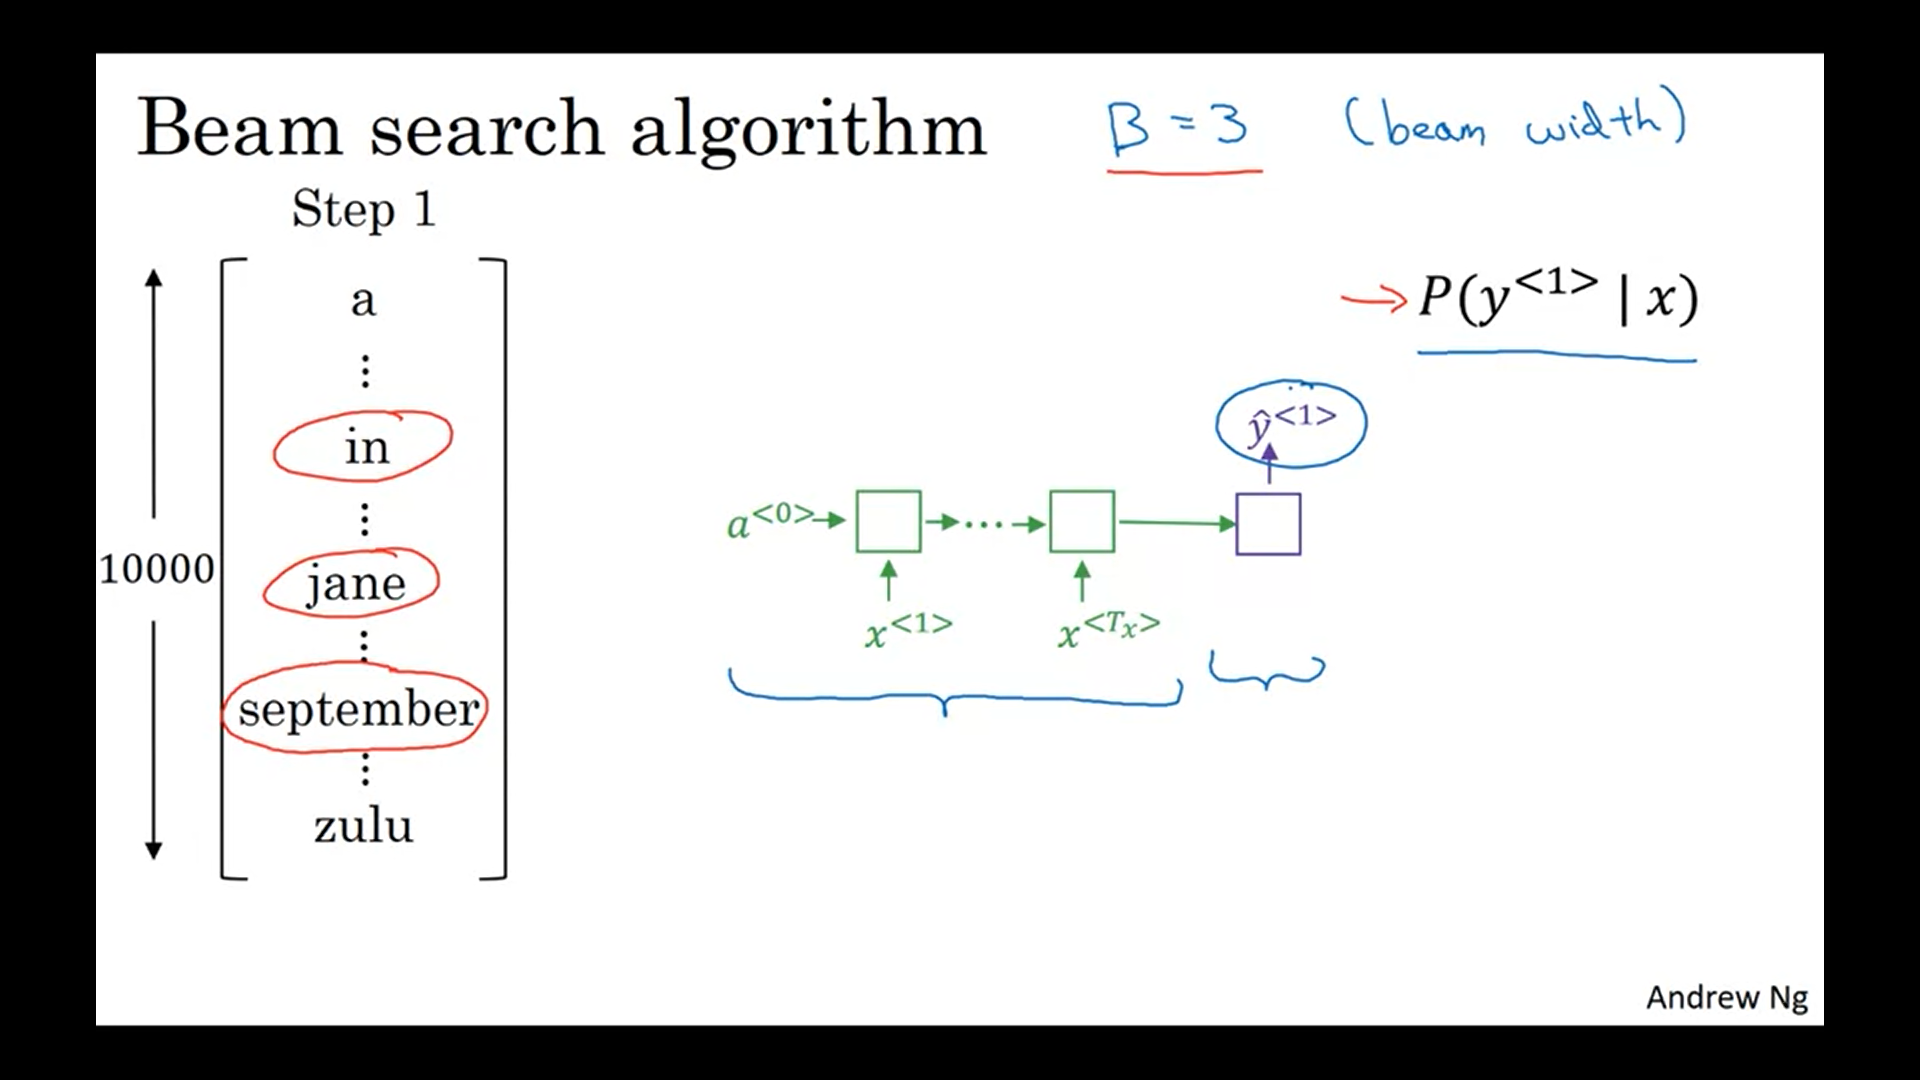 Beam search algorithm
B = 3 (beam width)
Step 1
a
⋮
in
⋮
jane
⋮
september
⋮
zulu
10000
P(y<1> | x)
ŷ<1>
a<0>
...
x<1>
x<Tx>
Andrew Ng